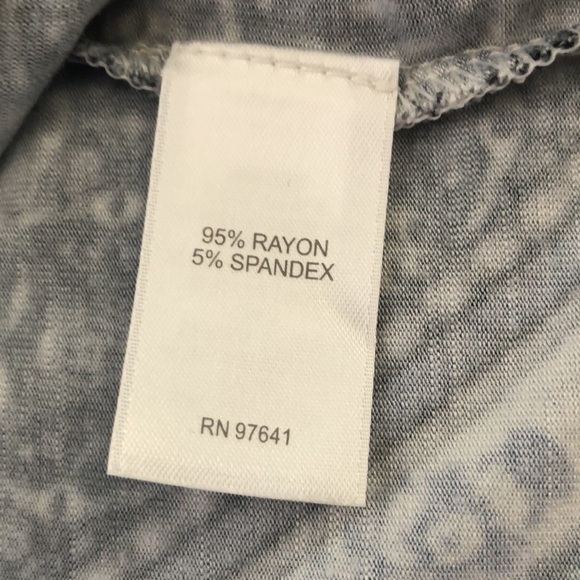 95% RAYON
5% SPANDEX
RN 97641